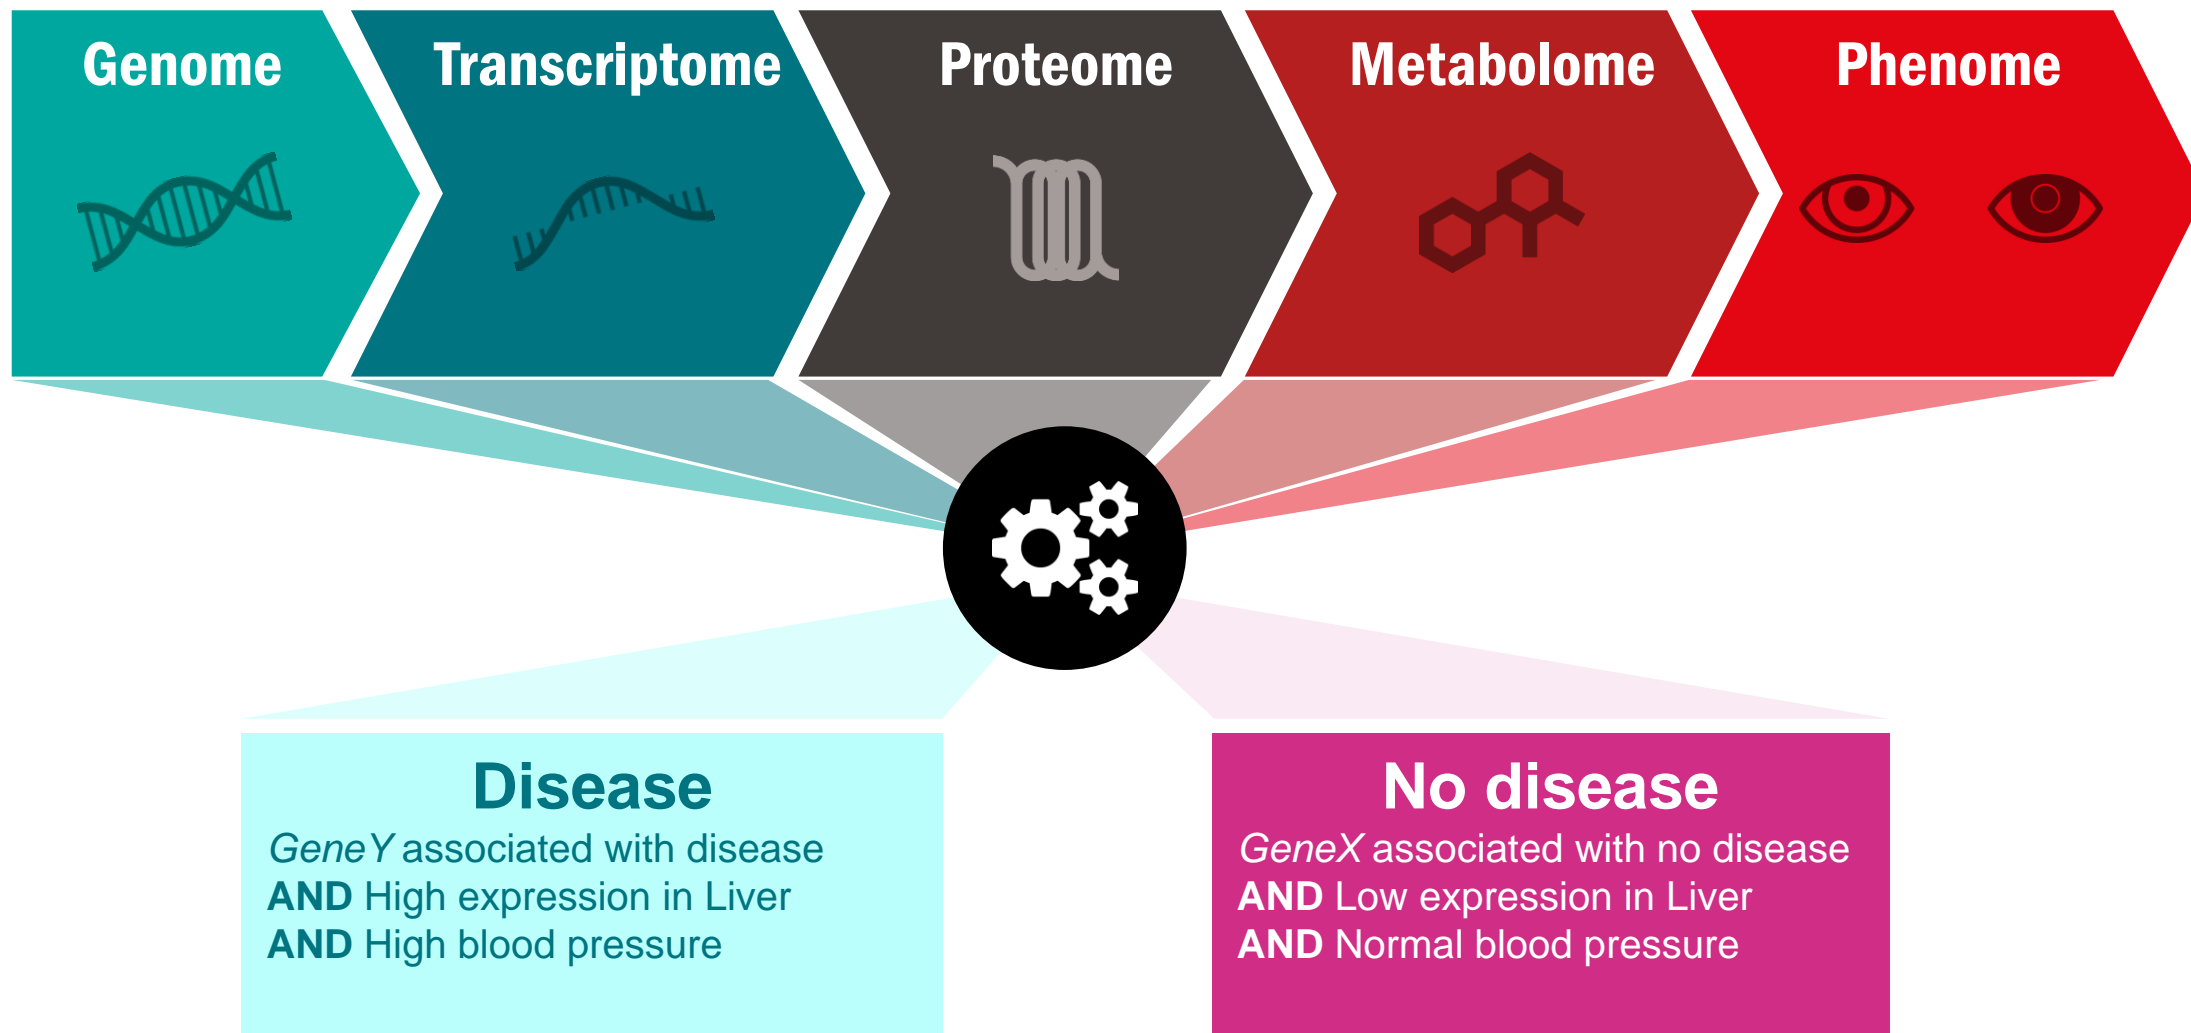 Genome
Transcriptome
Proteome
Metabolome
Phenome
Disease
GeneY associated with disease
AND High expression in Liver
AND High blood pressure
No disease
GeneX associated with no disease
AND Low expression in Liver
AND Normal blood pressure